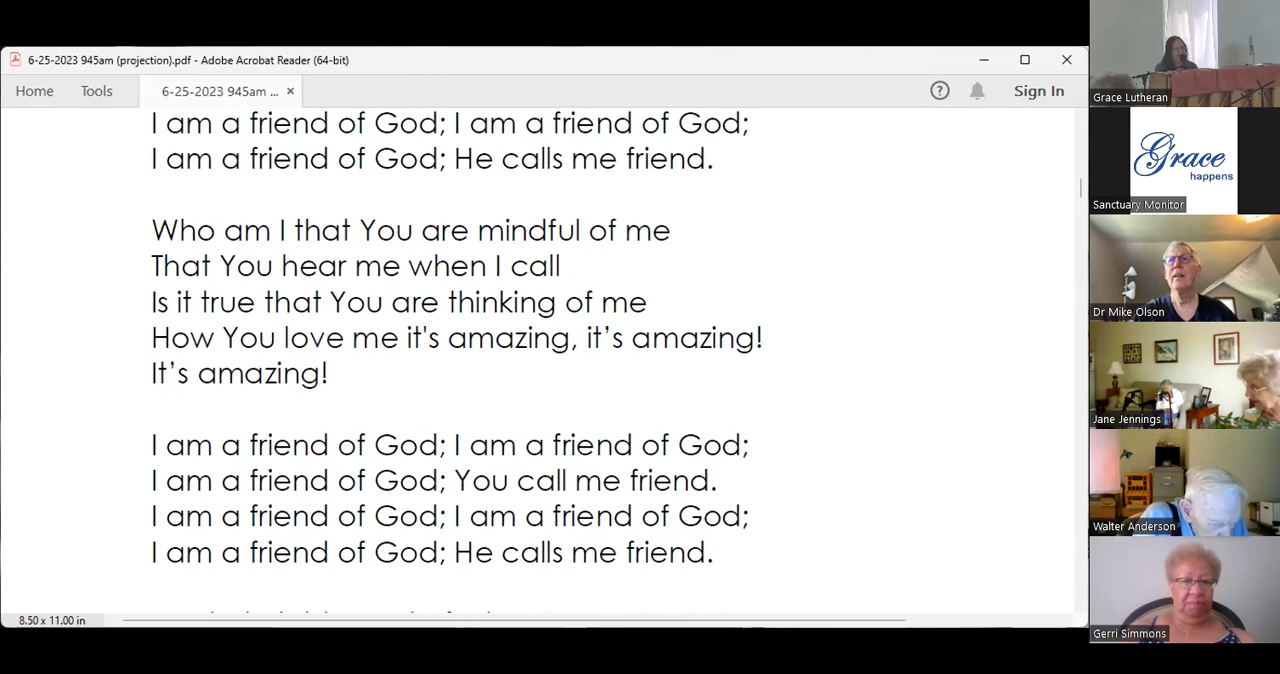 6-25-2023 945am (projection).pdf - Adobe Acrobat Reader (64-bit)
Home Tools 6-25-2023 945am ... × ? Sign In
I am a friend of God; I am a friend of God;
I am a friend of God; He calls me friend.
Who am I that You are mindful of me
That You hear me when I call
Is it true that You are thinking of me
How You love me it's amazing, it’s amazing!
It’s amazing!
I am a friend of God; I am a friend of God;
I am a friend of God; You call me friend.
I am a friend of God; I am a friend of God;
I am a friend of God; He calls me friend.
8.50 x 11.00 in
Grace Lutheran
Grace
happens
Sanctuary Monitor
Dr Mike Olson
Jane Jennings
Walter Anderson
Gerri Simmons